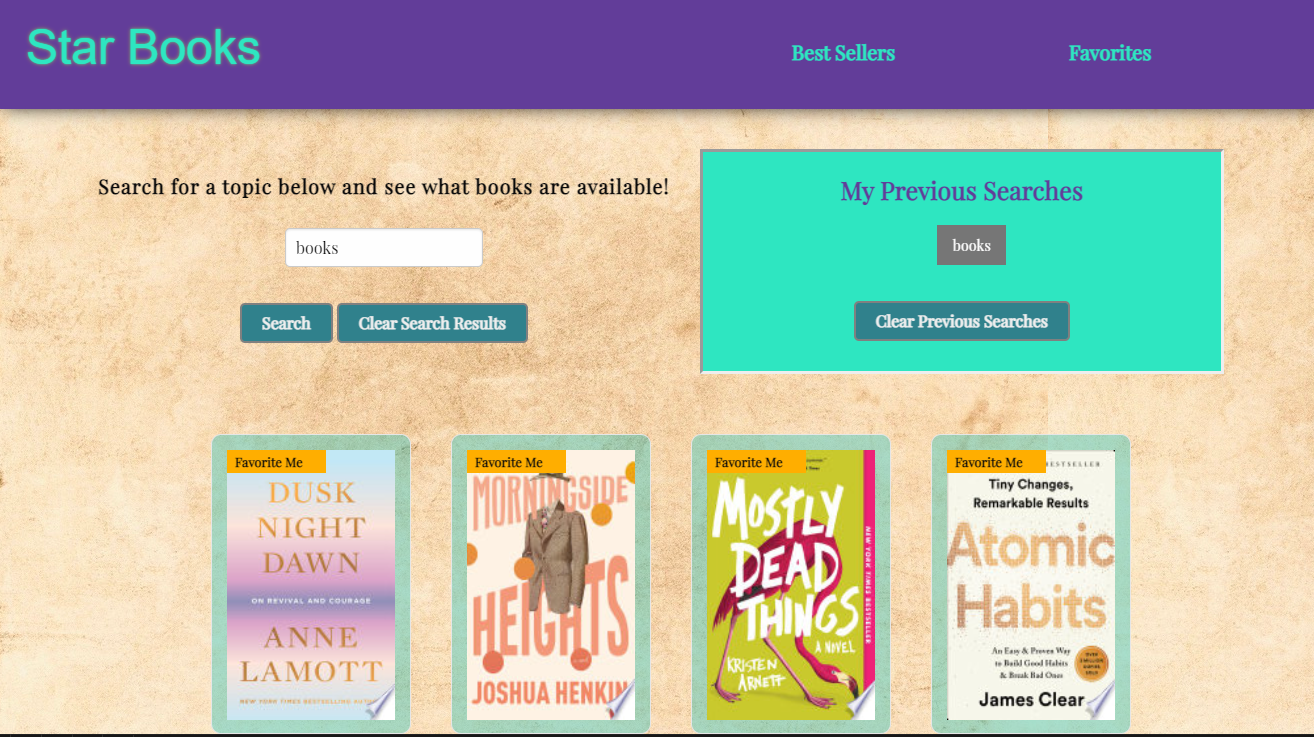 Star Books
Best Sellers
Favorites
Search for a topic below and see what books are available!
books
Search
Clear Search Results
My Previous Searches
books
Clear Previous Searches
Favorite Me
DUSK
NIGHT
DAWN
ON REVIVAL AND COURAGE
ANNE
LAMOTT
NEW YORK TIMES BESTSELLING
Favorite Me
MORNINGSIDE
HEIGHTS
JOSHUA HENKIN
Favorite Me
MOSTLY
DEAD
THINGS
A NOVEL
KRISTEN
ARNETT
NEW YORK TIMES BESTSELLER
Favorite Me
BESTSELLER
Tiny Changes,
Remarkable Results
Atomic
Habits
An Easy & Proven Way
to Build Good Habits
& Break Bad Ones
James Clear